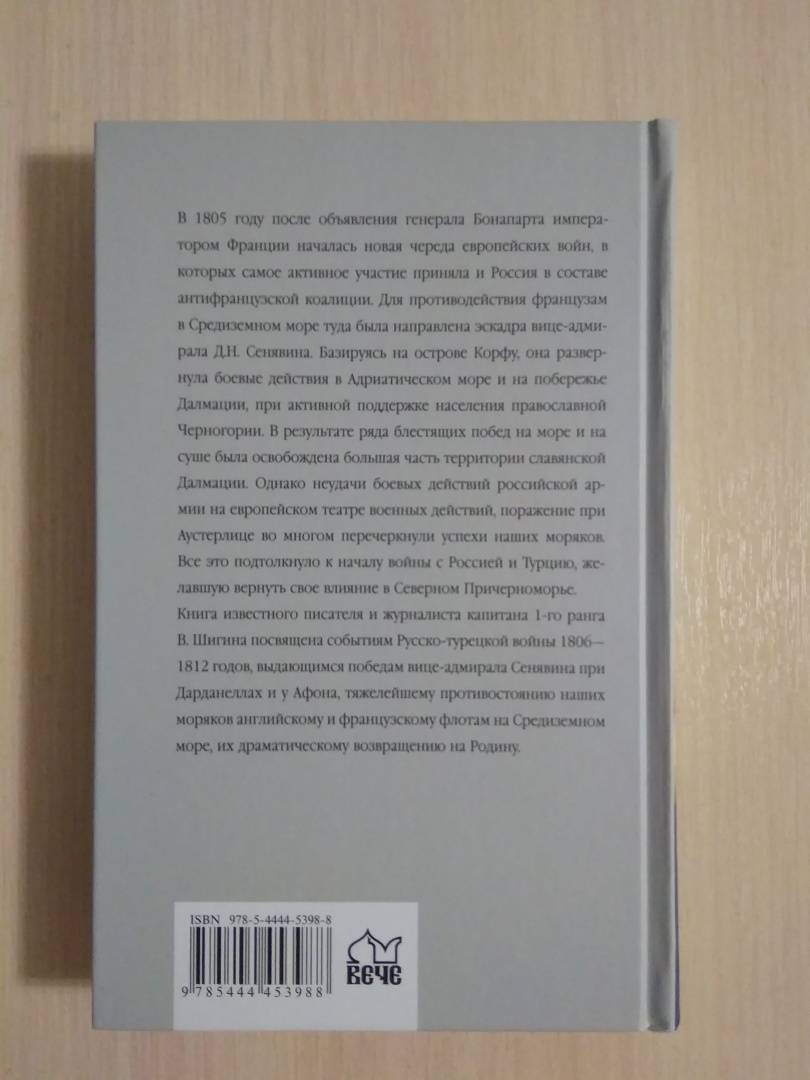 В 1805 году после объявления генерала Бонапарта импера-
тором Франции началась новая череда европейских войн, в
которых самое активное участие приняла и Россия в составе
антифранцузской коалиции. Для противодействия французам
в Средиземном море туда была направлена эскадра вице-адми-
рала Д.Н. Сенявина. Базируясь на острове Корфу, она развер-
нула боевые действия в Адриатическом море и на побережье
Далмации, при активной поддержке населения православной
Черногории. В результате ряда блестящих побед на море и на
суше была освобождена большая часть территории славянской
Далмации. Однако неудачи боевых действий российской ар-
мии на европейском театре военных действий, поражение при
Аустерлице во многом перечеркнули успехи наших моряков.
Все это подтолкнуло к началу войны с Россией и Турцию, же-
лавшую вернуть свое влияние в Северном Причерноморье.
Книга известного писателя и журналиста капитана 1-го ранга
В. Шигина посвящена событиям Русско-турецкой войны 1806—
1812 годов, выдающимся победам вице-адмирала Сенявина при
Дарданеллах и у Афона, тяжелейшему противостоянию наших
моряков английскому и французскому флотам на Средиземном
море, их драматическому возвращению на Родину.
ISBN 978-5-4444-5398-8
9 785444 453988
ВЕЧЕ